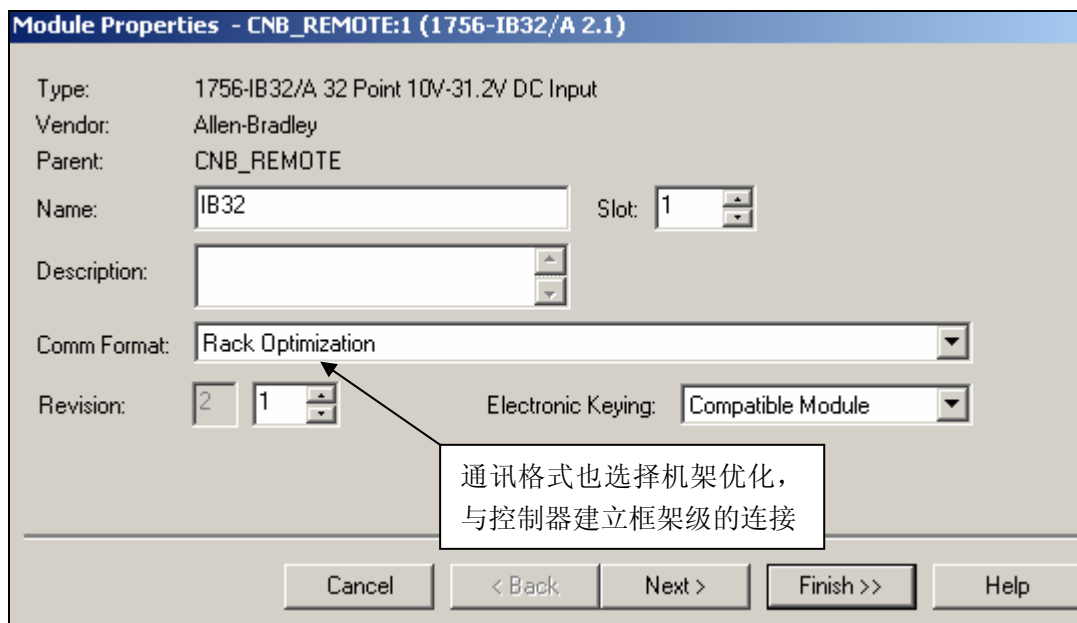 Module Properties - CNB_REMOTE:1 (1756-IB32/A 2.1)
Type: 1756-IB32/A 32 Point 10V-31.2V DC Input
Vendor: Allen-Bradley
Parent: CNB_REMOTE
Name: IB32 Slot: 1
Description:
Comm Format: Rack Optimization
Revision: 2 1 Electronic Keying: Compatible Module
通讯格式也选择机架优化，
与控制器建立框架级的连接
Cancel < Back Next > Finish >> Help